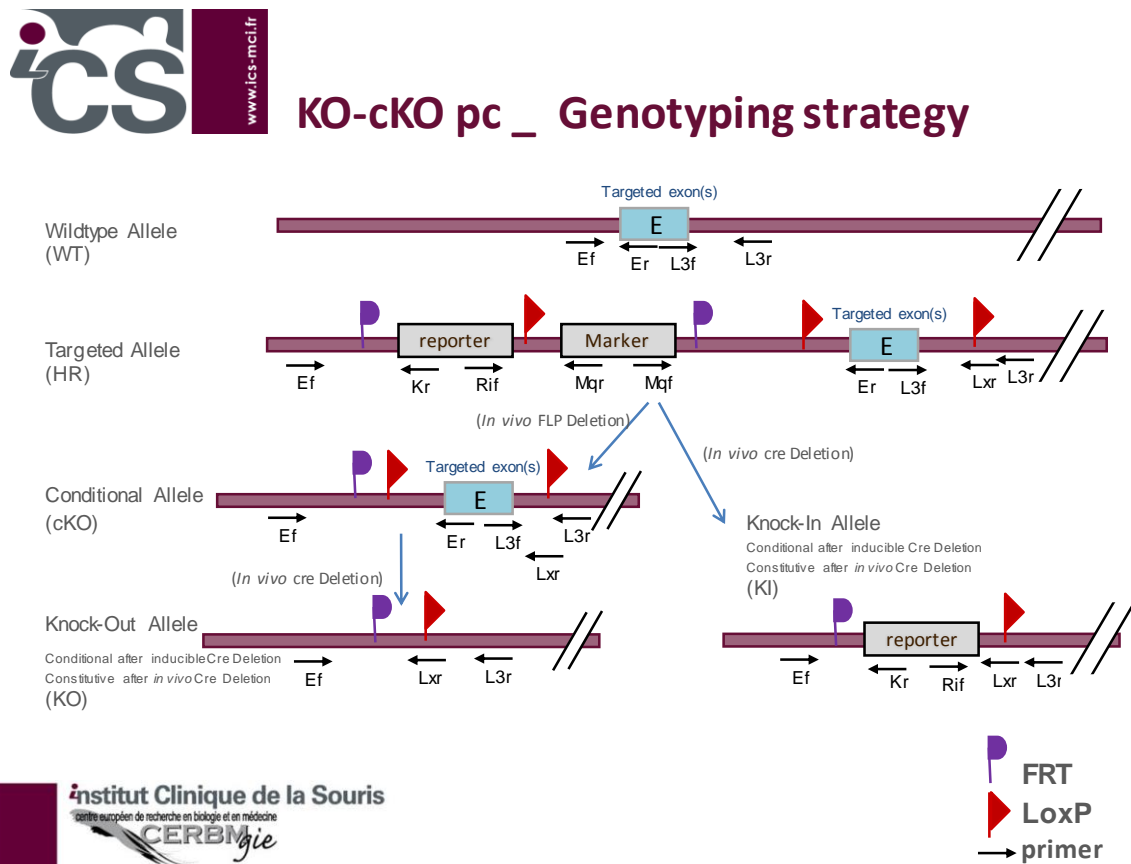 iCS
www.ics-mci.fr
KO-cKO pc _ Genotyping strategy
Targeted exon(s)
Wildtype Allele
(WT)
E
Ef
Er
L3f
L3r
Targeted exon(s)
Targeted Allele
(HR)
reporter
Marker
E
Ef
Kr
Rif
Mqr
Mqf
Er
L3f
Lxr
L3r
(In vivo FLP Deletion)
(In vivo cre Deletion)
Targeted exon(s)
Conditional Allele
(cKO)
E
Ef
Er
L3f
L3r
Lxr
Knock-In Allele
Conditional after inducible Cre Deletion
Constitutive after in vivo Cre Deletion
(KI)
(In vivo cre Deletion)
Knock-Out Allele
Conditional after inducible Cre Deletion
Constitutive after in vivo Cre Deletion
(KO)
Ef
Lxr
L3r
reporter
Ef
Kr
Rif
Lxr
L3r
FRT
LoxP
primer
institut Clinique de la Souris
centre européen de recherche en biologie et en médecine
CERBMgie